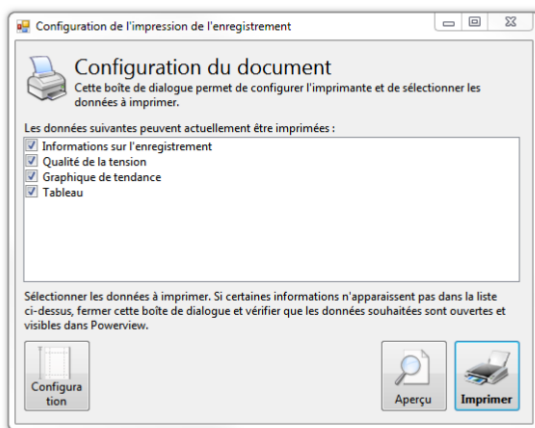 Configuration de l'impression de l'enregistrement
Configuration du document
Cette boîte de dialogue permet de configurer l'imprimante et de sélectionner les
données à imprimer.
Les données suivantes peuvent actuellement être imprimées :
Informations sur l'enregistrement
Qualité de la tension
Graphique de tendance
Tableau
Sélectionner les données à imprimer. Si certaines informations n'apparaissent pas dans la liste
ci-dessus, fermer cette boîte de dialogue et vérifier que les données souhaitées sont ouvertes et
visibles dans Powerview.
Configura
tion
Aperçu
Imprimer